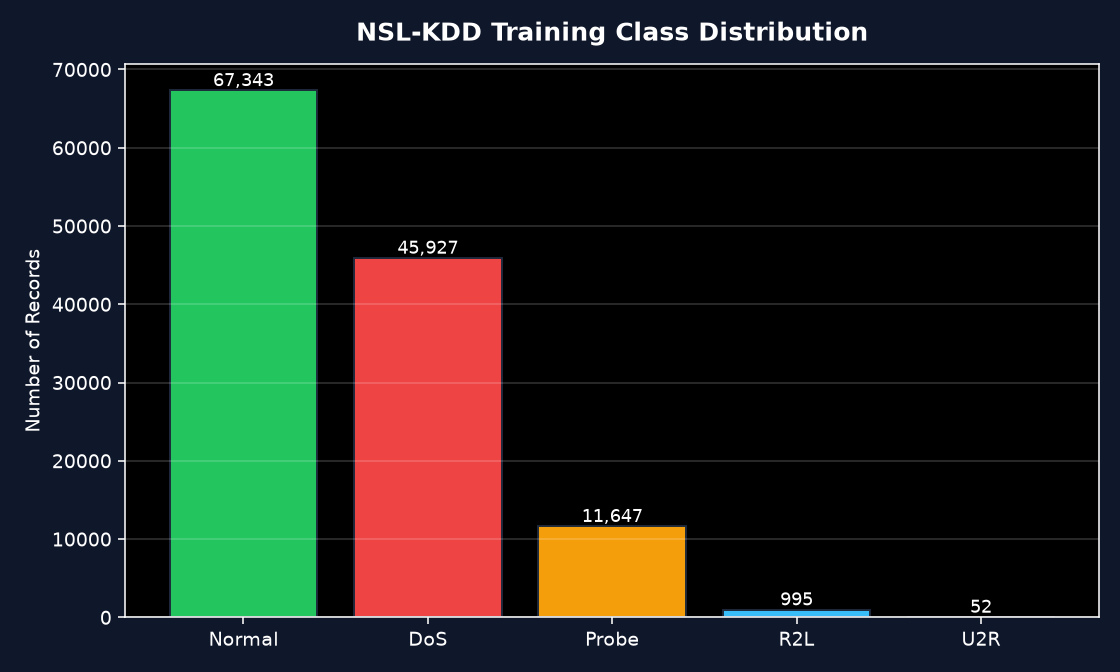 NSL-KDD Training Class Distribution
Number of Records
70000
60000
50000
40000
30000
20000
10000
0
67,343
45,927
11,647
995
52
Normal
DoS
Probe
R2L
U2R